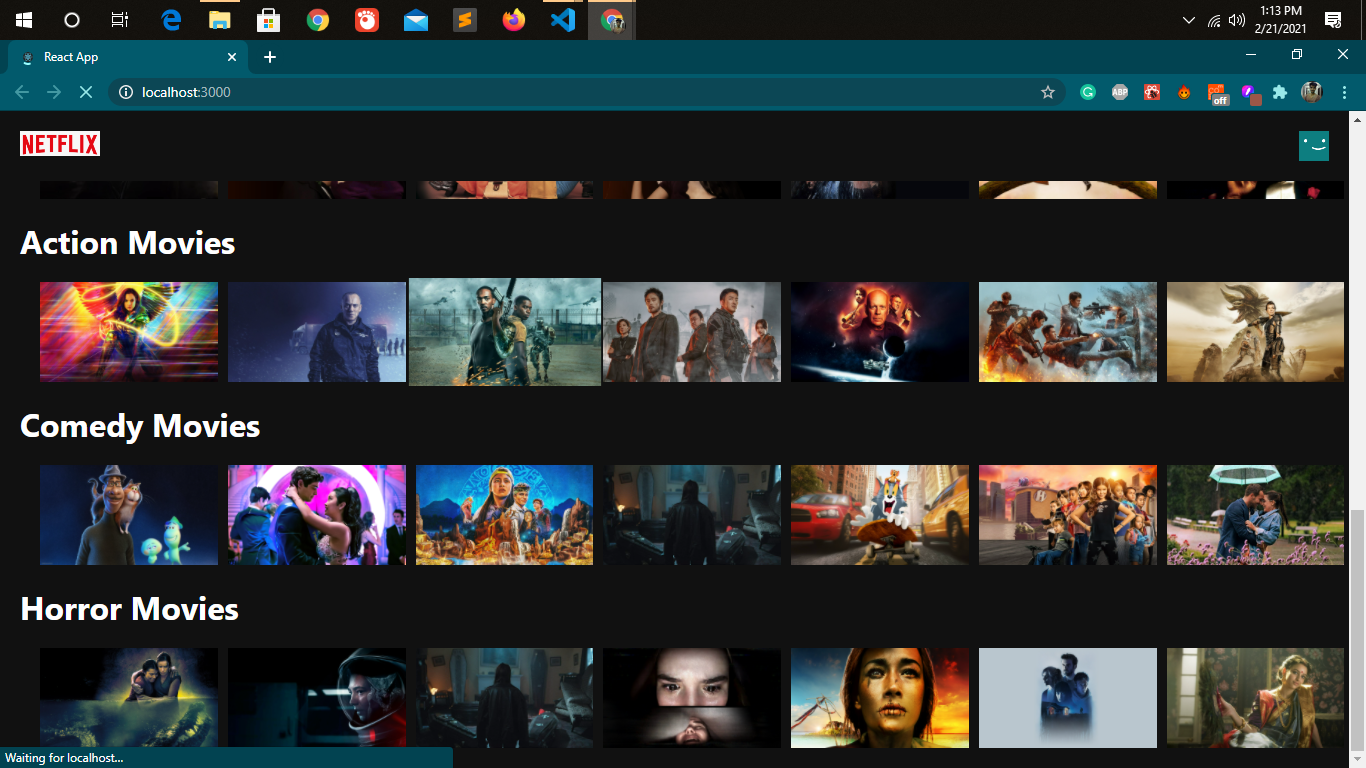 1:13 PM
2/21/2021
React App
localhost:3000
ABP
off
NETFLIX
Action Movies
Comedy Movies
Horror Movies
Waiting for localhost...